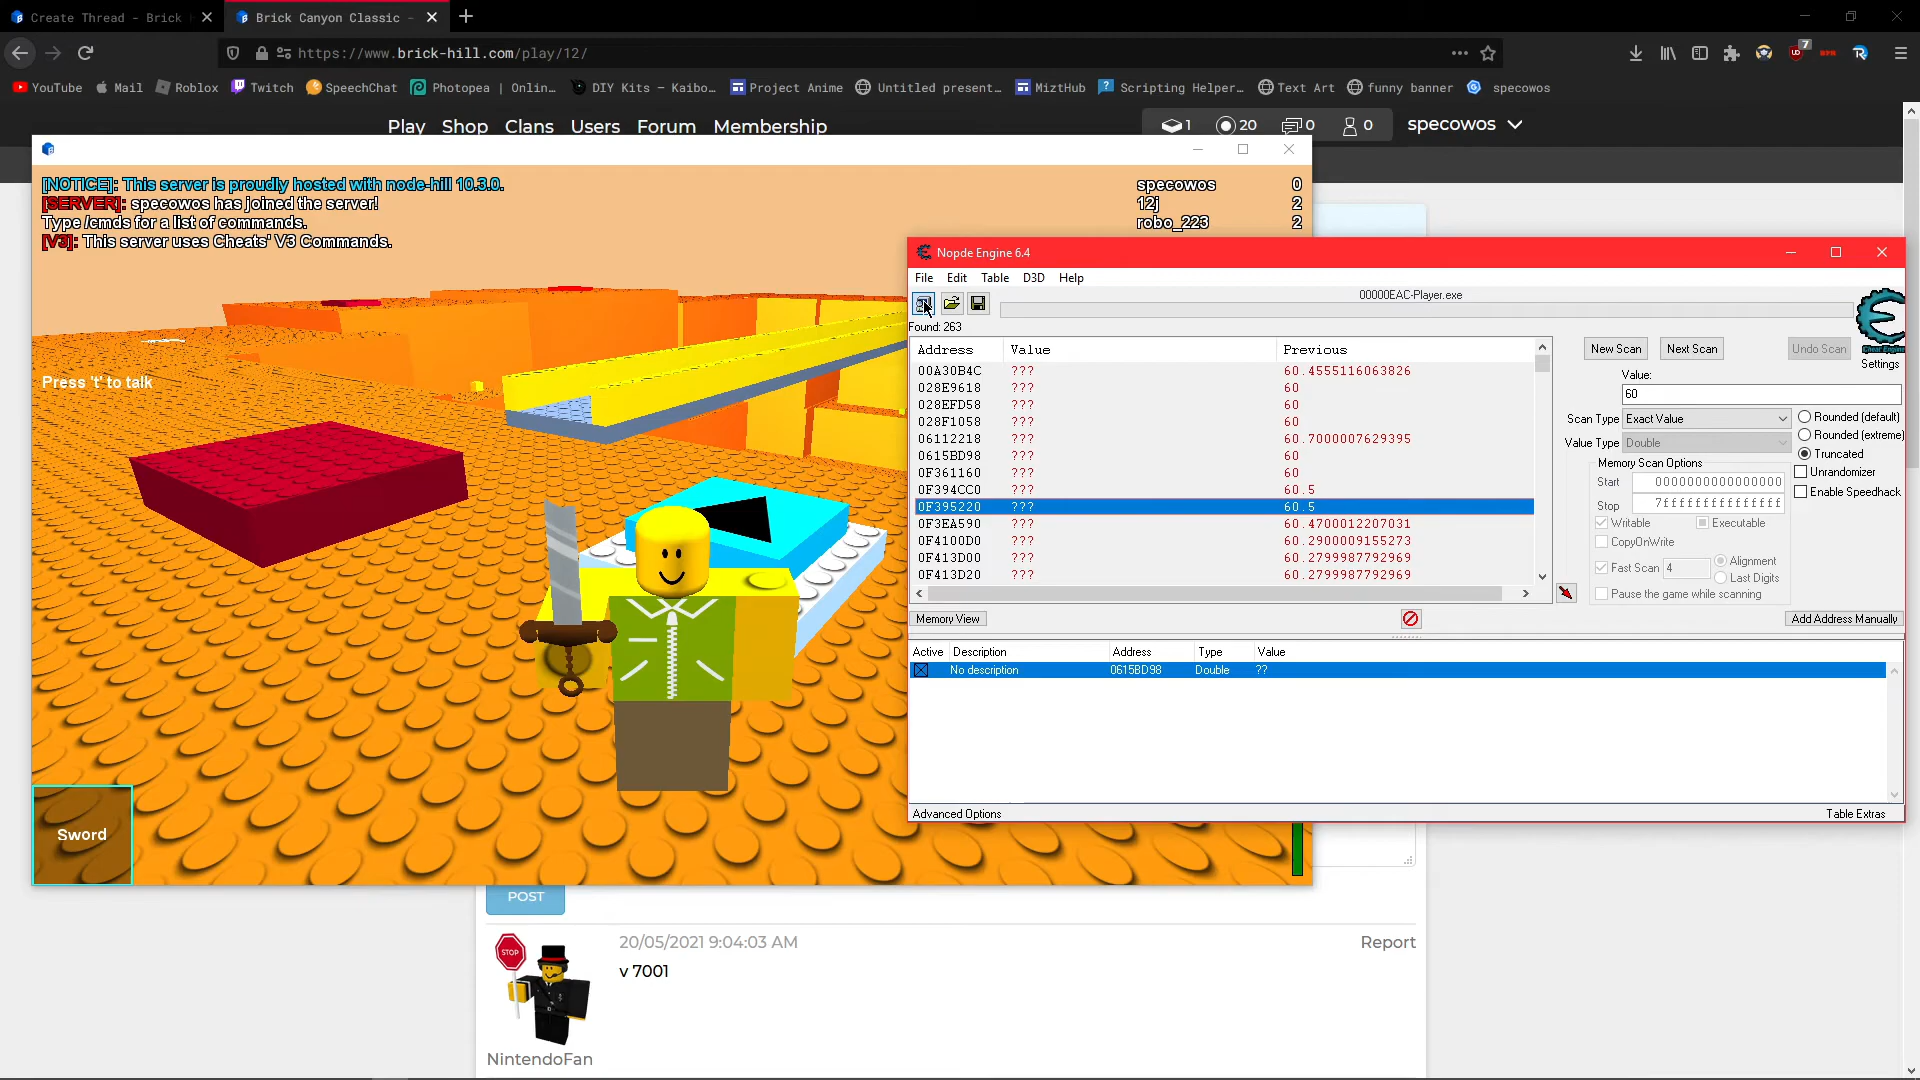 Create Thread - Brick H
Brick Canyon Classic -
https://www.brick-hill.com/play/12/
7
YouTube
Mail
Roblox
Twitch
SpeechChat
Photopea | Onlin…
DIY Kits — Kaibo…
Project Anime
Untitled present…
MiztHub
Scripting Helper…
Text Art
funny banner
specowos
Play
Shop
Clans
Users
Forum
Membership
1
20
0
0
specowos
[NOTICE]: This server is proudly hosted with node-hill 10.3.0.
[SERVER]: specowos has joined the server!
Type /cmds for a list of commands.
[V3]: This server uses Cheats' V3 Commands.
specowos 0
12j 2
robo_223 2
Press 't' to talk
Sword
Nopde Engine 6.4
File Edit Table D3D Help
00000EAC-Player.exe
Found: 263
Address Value Previous
00A30B4C ??? 60.4555116063826
028E9618 ??? 60
028EFD58 ??? 60
028F1058 ??? 60
06112218 ??? 60.7000007629395
0615BD98 ??? 60
0F361160 ??? 60
0F394CC0 ??? 60.5
0F395220 ??? 60.5
0F3EA590 ??? 60.4700012207031
0F4100D0 ??? 60.2900009155273
0F413D00 ??? 60.2799987792969
0F413D20 ??? 60.2799987792969
New Scan
Next Scan
Undo Scan
Cheat Engine
Settings
Value:
60
Scan Type Exact Value
Value Type Double
Rounded (default)
Rounded (extreme)
Truncated
Memory Scan Options
Start 0000000000000000
Stop 7fffffffffffffff
Writable
Executable
CopyOnWrite
Fast Scan 4
Alignment
Last Digits
Pause the game while scanning
Unrandomizer
Enable Speedhack
Memory View
Add Address Manually
Active Description Address Type Value
No description 0615BD98 Double ??
Advanced Options
Table Extras
POST
20/05/2021 9:04:03 AM
Report
STOP
v 7001
NintendoFan